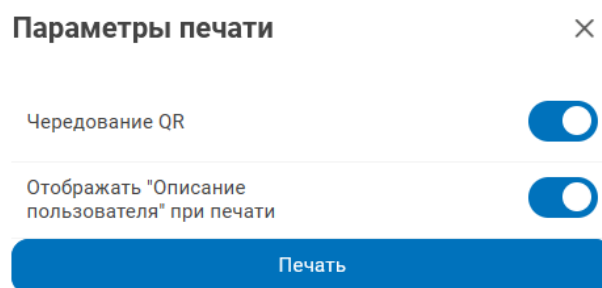 Параметры печати
Чередование QR
Отображать "Описание
пользователя" при печати
Печать